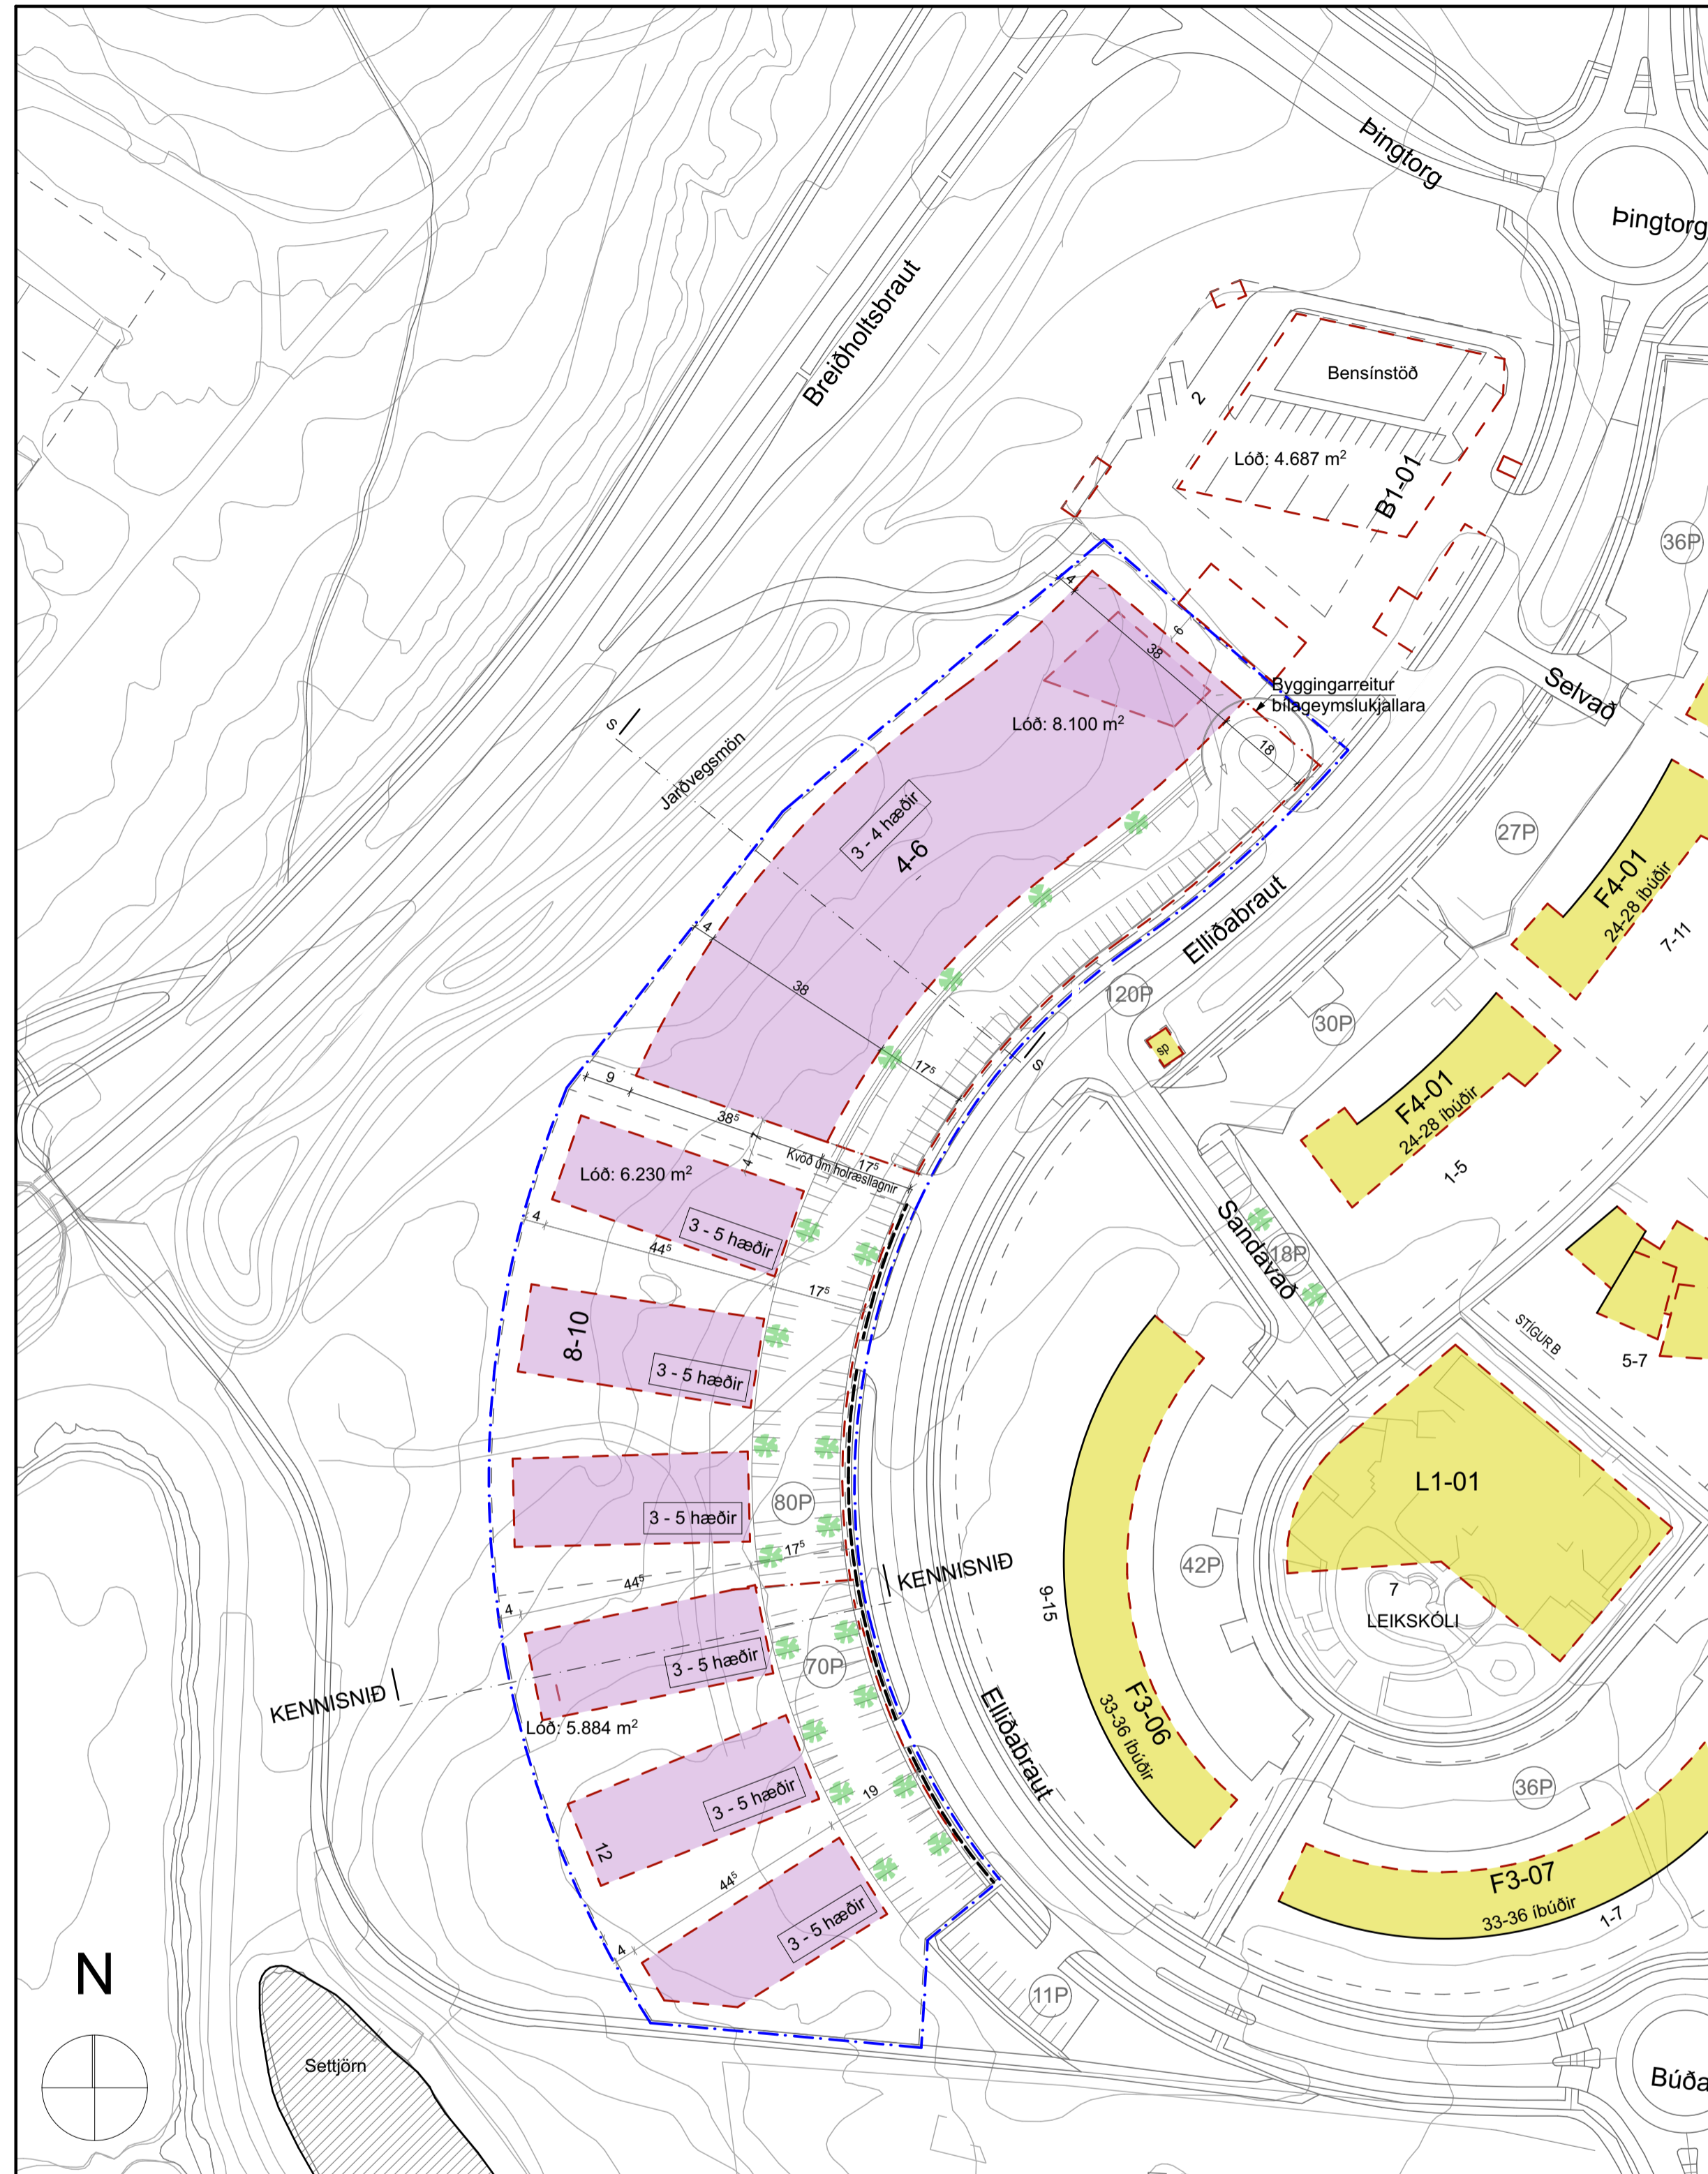 Þingtorg
Þingtorg
Breiðholtsbraut
Bensínstöð
2
Lóð: 4.687 m²
B1-01
36P
4
6
38
Selvað
Byggingarreitur
bílageymslukjallara
Lóð: 8.100 m²
18
S
Jarðvegsmön
3 - 4 hæðir
4-6
27P
F4-01
24-28 íbúðir
7-11
Elliðabraut
4
38
120P
30P
sp
S
17⁵
9
38⁵
F4-01
24-28 íbúðir
1-5
4
7
Kvöð um holræsllagnir
17⁵
Lóð: 6.230 m²
3 - 5 hæðir
4
44⁵
17⁵
Sandavað
18P
STÍGUR B
5-7
8-10
3 - 5 hæðir
L1-01
3 - 5 hæðir
80P
17⁵
44⁵
4
KENNISNIÐ
42P
9-15
7
LEIKSKÓLI
3 - 5 hæðir
70P
KENNISNIÐ
Lóð: 5.884 m²
F3-06
33-36 íbúðir
Elliðabraut
3 - 5 hæðir
19
12
36P
44⁵
3 - 5 hæðir
4
F3-07
33-36 íbúðir
1-7
N
11P
Settjörn
Búða